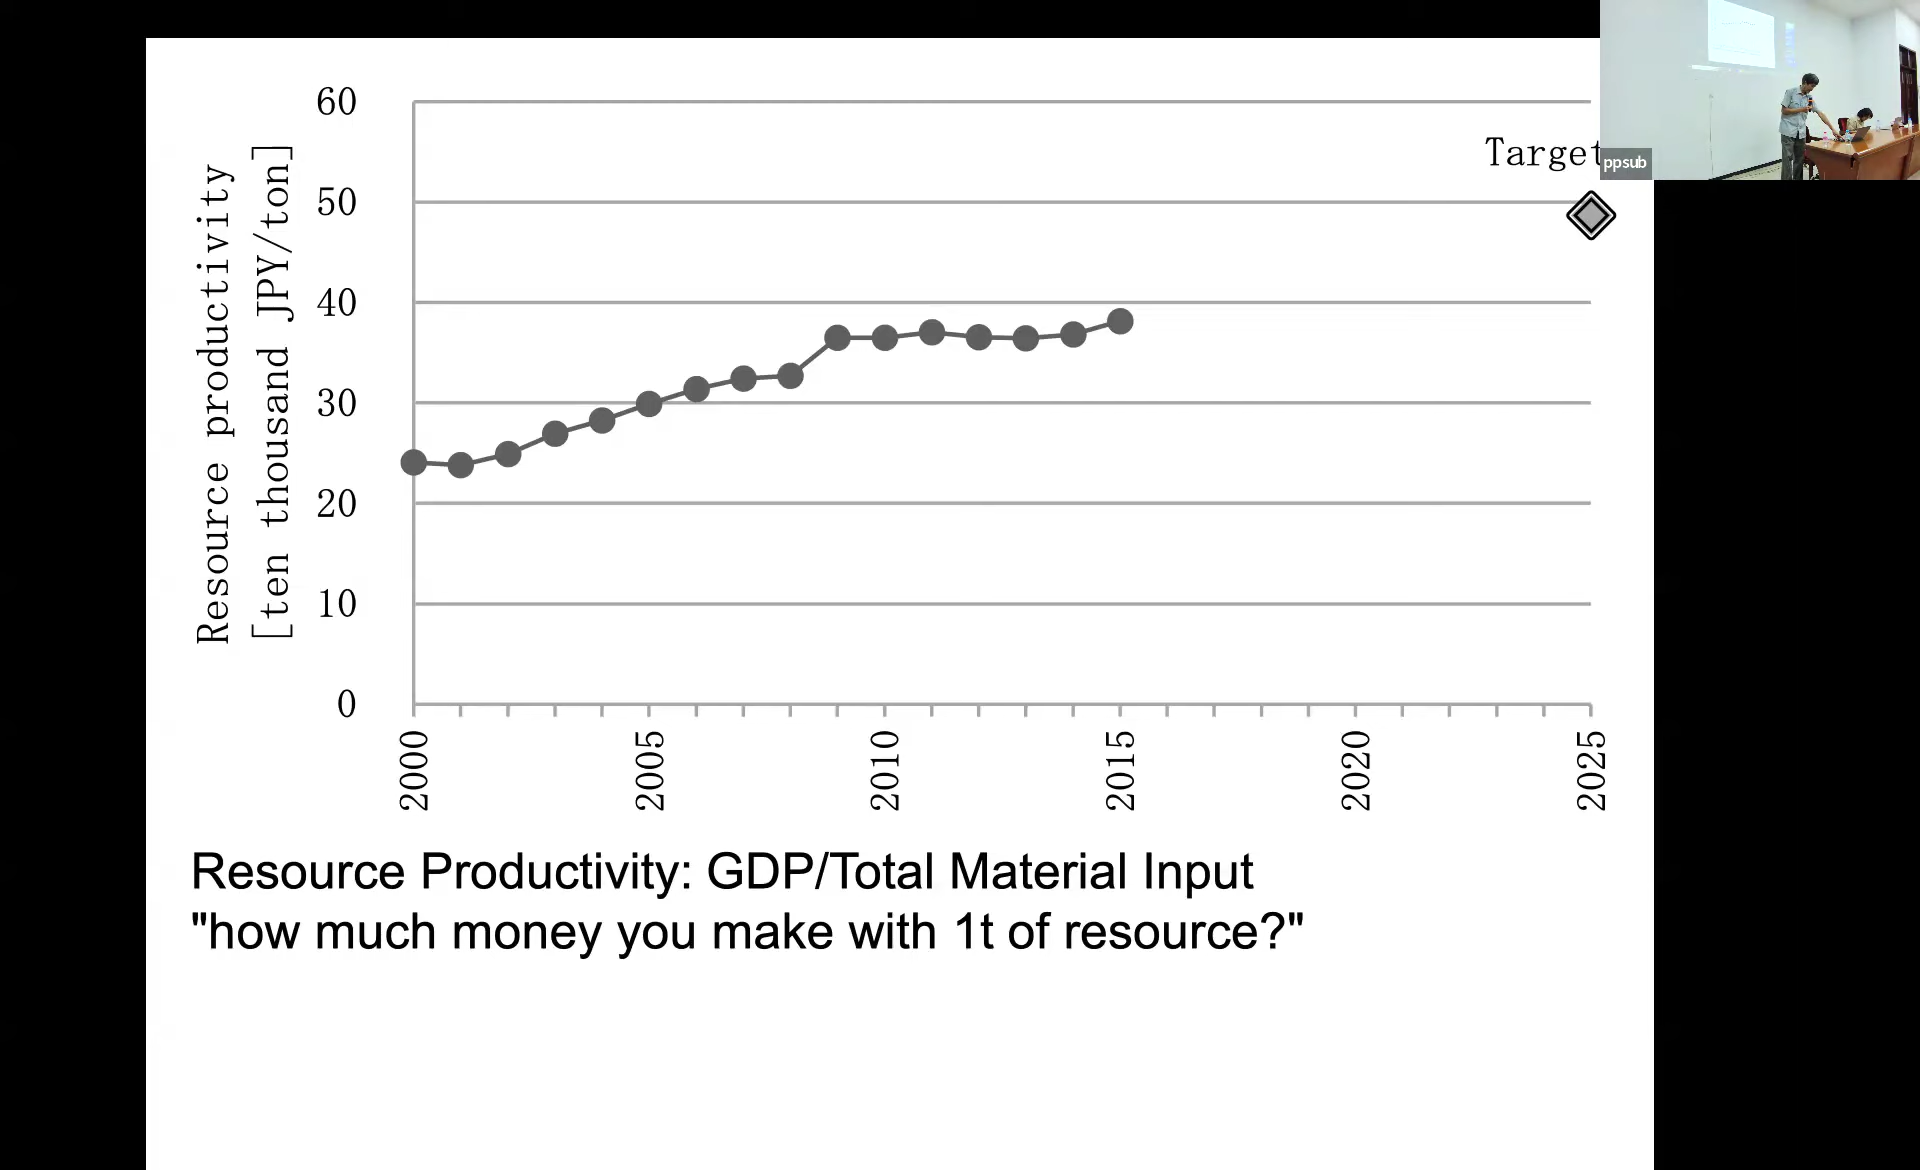 Resource productivity
[ten thousand JPY/ton]
60
50
40
30
20
10
0
Target
ppsub
2000
2005
2010
2015
2020
2025
Resource Productivity: GDP/Total Material Input
"how much money you make with 1t of resource?"